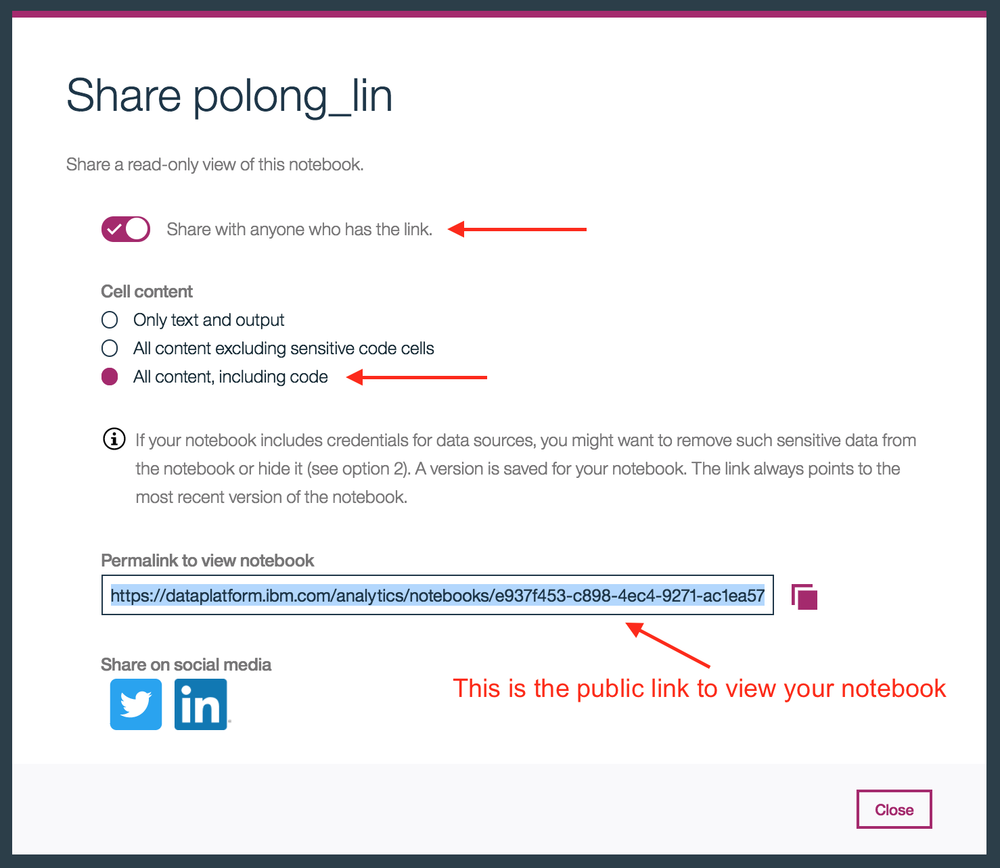 Share polong_lin
Share a read-only view of this notebook.
Share with anyone who has the link.
Cell content
Only text and output
All content excluding sensitive code cells
All content, including code
If your notebook includes credentials for data sources, you might want to remove such sensitive data from
the notebook or hide it (see option 2). A version is saved for your notebook. The link always points to the
most recent version of the notebook.
Permalink to view notebook
https://dataplatform.ibm.com/analytics/notebooks/e937f453-c898-4ec4-9271-ac1ea57
This is the public link to view your notebook
Share on social media
in
Close